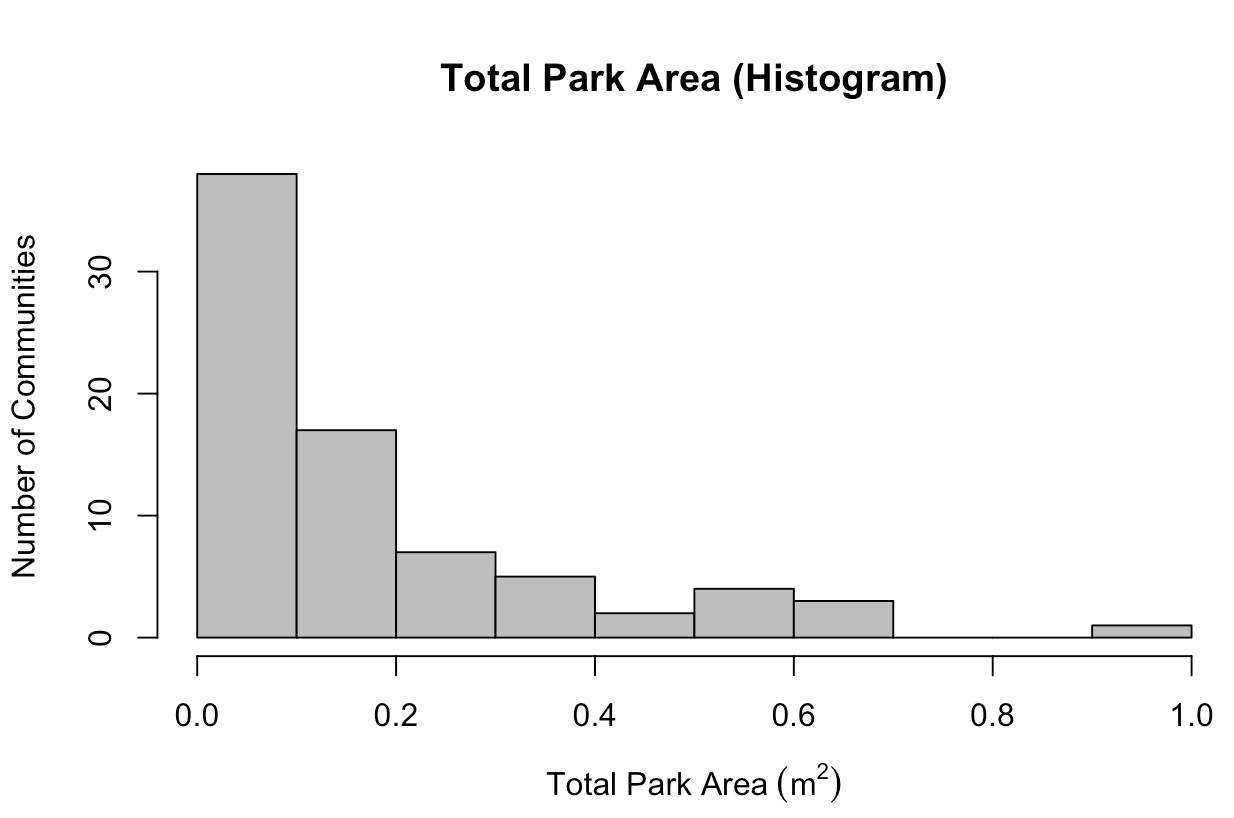 Total Park Area (Histogram)
Number of Communities
30
20
10
0
0.0 0.2 0.4 0.6 0.8 1.0
Total Park Area (m²)